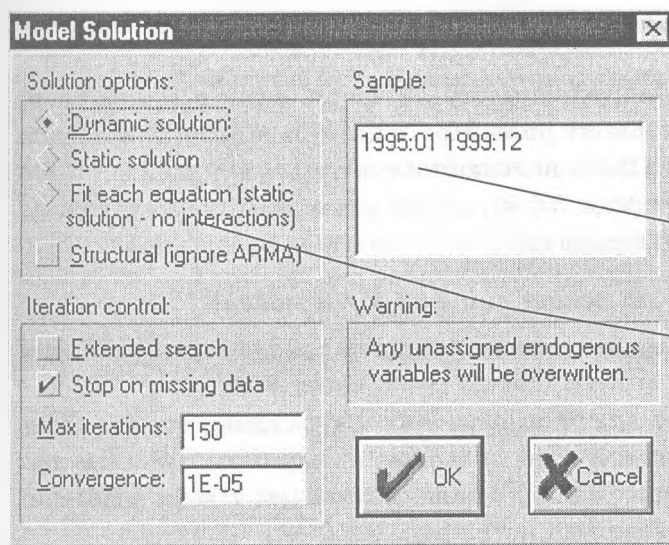 Model Solution
Solution options:
Dynamic solution
Static solution
Fit each equation (static
solution - no interactions)
Structural (ignore ARMA)
Sample:
1995:01 1999:12
Iteration control:
Extended search
Stop on missing data
Max iterations: 150
Convergence: 1E-05
Warning:
Any unassigned endogenous
variables will be overwritten.
OK
Cancel